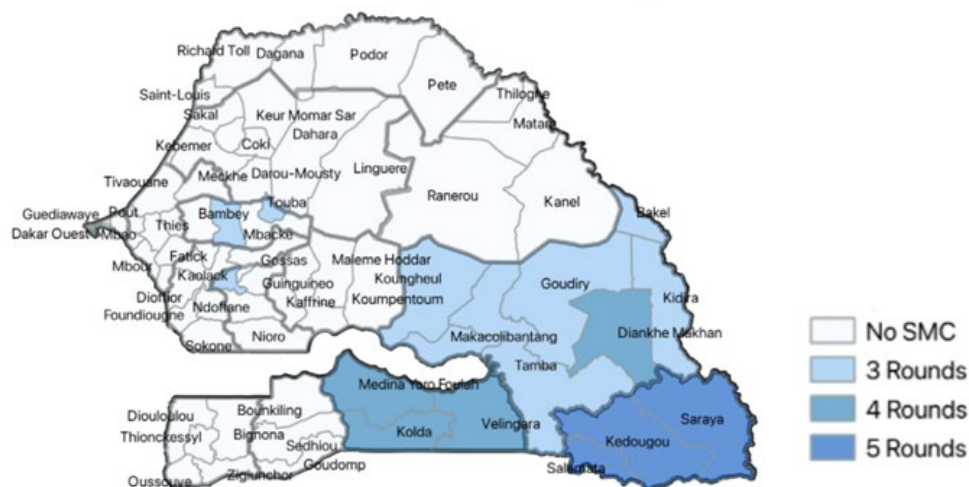 Richard Toll
Dagana
Podor
Pete
Saint-Louis
Thilogne
Sakal
Keur Momar Sar
Matam
Dahara
Kebemer
Coki
Linguere
Meckhe
Darou-Mousty
Tivaouane
Ranerou
Kanel
Touba
Guediawaye
Pout
Bambey
Bakel
Dakar Ouest
Mbao
Thies
Mbacke
Fatick
Gossas
Maleme Hoddar
Mbour
Kaolack
Koungheul
Goudiry
Guinguineo
Dioffior
Kaffrine
Koumpentoum
Kidira
Ndoffane
Foundiougne
Nioro
Makacolibantang
Diankhe Makhan
Sokone
Tamba
Medina Yoro Foulah
Diouloulou
Bounkiling
Saraya
Thionckessyl
Bignona
Kolda
Velingara
Sedhiou
Kedougou
Goudomp
Salemata
Oussouye
Ziguinchor
No SMC
3 Rounds
4 Rounds
5 Rounds